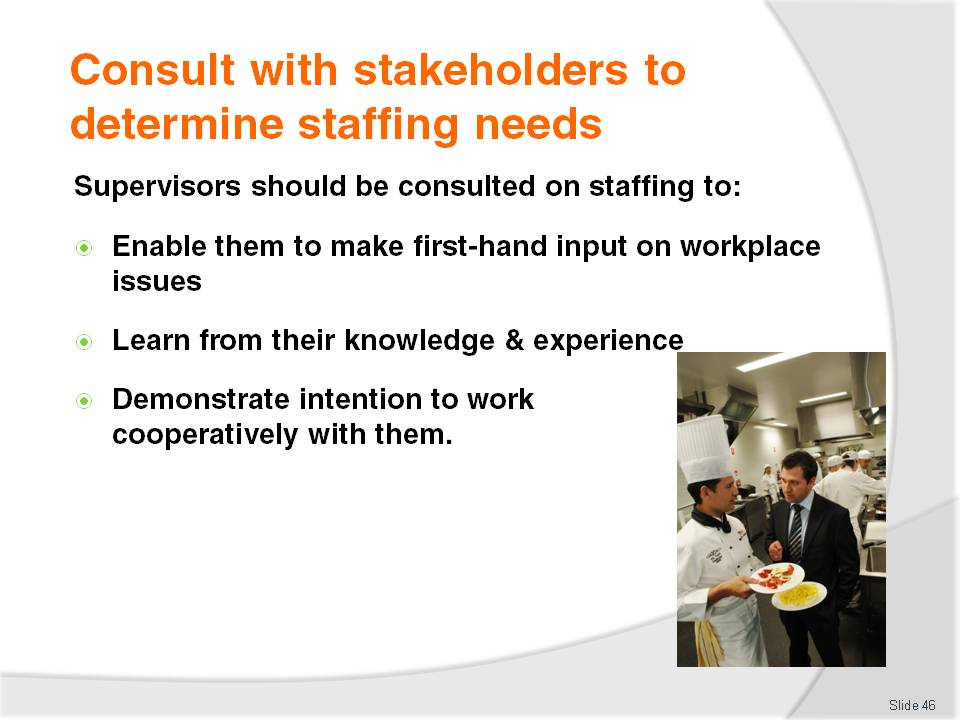 Consult with stakeholders to
determine staffing needs
Supervisors should be consulted on staffing to:
Enable them to make first-hand input on workplace
issues
Learn from their knowledge & experience
Demonstrate intention to work
cooperatively with them.
Slide 46